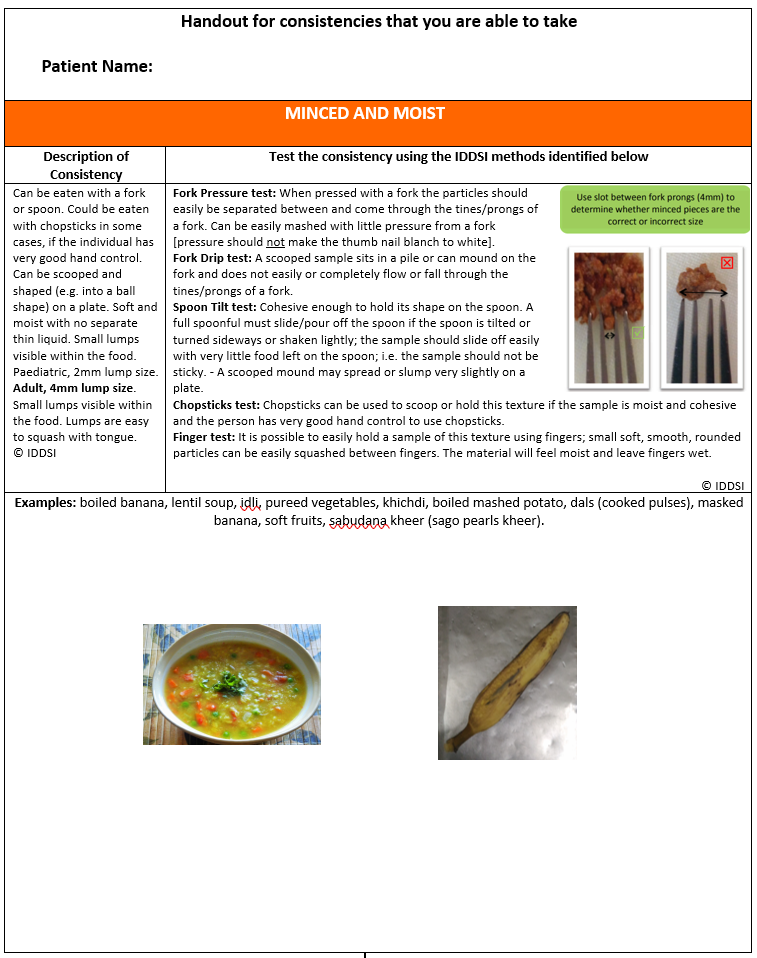 Handout for consistencies that you are able to take
Patient Name:
MINCED AND MOIST
Description of
Consistency
Test the consistency using the IDDSI methods identified below
Can be eaten with a fork
or spoon. Could be eaten
with chopsticks in some
cases, if the individual has
very good hand control.
Can be scooped and
shaped (e.g. into a ball
shape) on a plate. Soft and
moist with no separate
thin liquid. Small lumps
visible within the food.
Paediatric, 2mm lump size.
Adult, 4mm lump size.
Small lumps visible within
the food. Lumps are easy
to squash with tongue.
© IDDSI
Fork Pressure test: When pressed with a fork the particles should
easily be separated between and come through the tines/prongs of
a fork. Can be easily mashed with little pressure from a fork
[pressure should not make the thumb nail blanch to white].
Fork Drip test: A scooped sample sits in a pile or can mound on the
fork and does not easily or completely flow or fall through the
tines/prongs of a fork.
Spoon Tilt test: Cohesive enough to hold its shape on the spoon. A
full spoonful must slide/pour off the spoon if the spoon is tilted or
turned sideways or shaken lightly; the sample should slide off easily
with very little food left on the spoon; i.e. the sample should not be
sticky. - A scooped mound may spread or slump very slightly on a
plate.
Chopsticks test: Chopsticks can be used to scoop or hold this texture if the sample is moist and cohesive
and the person has very good hand control to use chopsticks.
Finger test: It is possible to easily hold a sample of this texture using fingers; small soft, smooth, rounded
particles can be easily squashed between fingers. The material will feel moist and leave fingers wet.
© IDDSI
Use slot between fork prongs (4mm) to
determine whether minced pieces are the
correct or incorrect size
Examples: boiled banana, lentil soup, idli, pureed vegetables, khichdi, boiled mashed potato, dals (cooked pulses), masked
banana, soft fruits, sabudana kheer (sago pearls kheer).